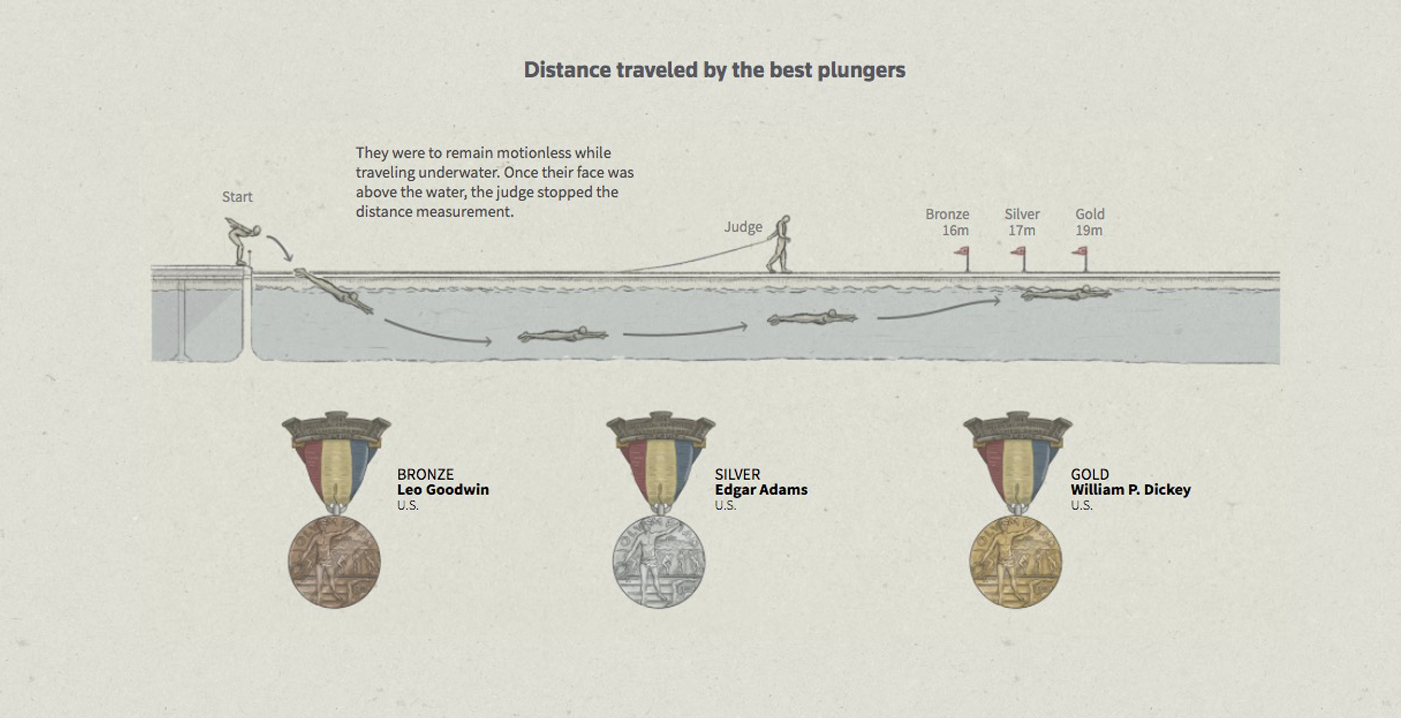 Distance traveled by the best plungers
They were to remain motionless while
traveling underwater. Once their face was
above the water, the judge stopped the
distance measurement.
Start
Judge
Bronze
16m
Silver
17m
Gold
19m
BRONZE
Leo Goodwin
U.S.
SILVER
Edgar Adams
U.S.
GOLD
William P. Dickey
U.S.